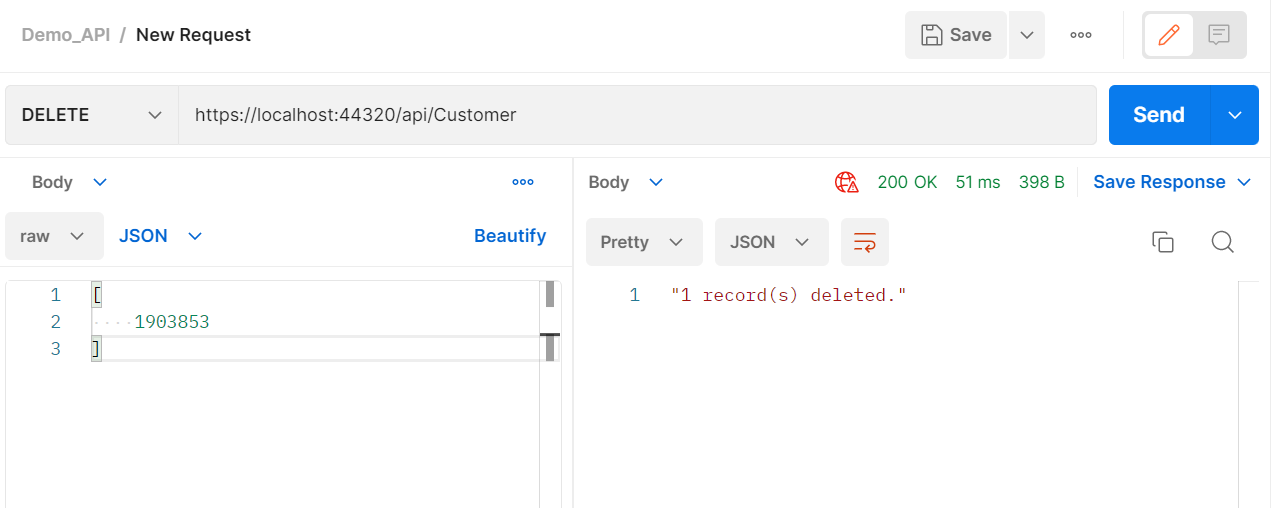 Demo_API / New Request
Save
DELETE
https://localhost:44320/api/Customer
Send
Body
raw
JSON
Beautify
1 [
2 ····1903853
3 ]
Body
200 OK 51 ms 398 B Save Response
Pretty
JSON
1 "1 record(s) deleted."